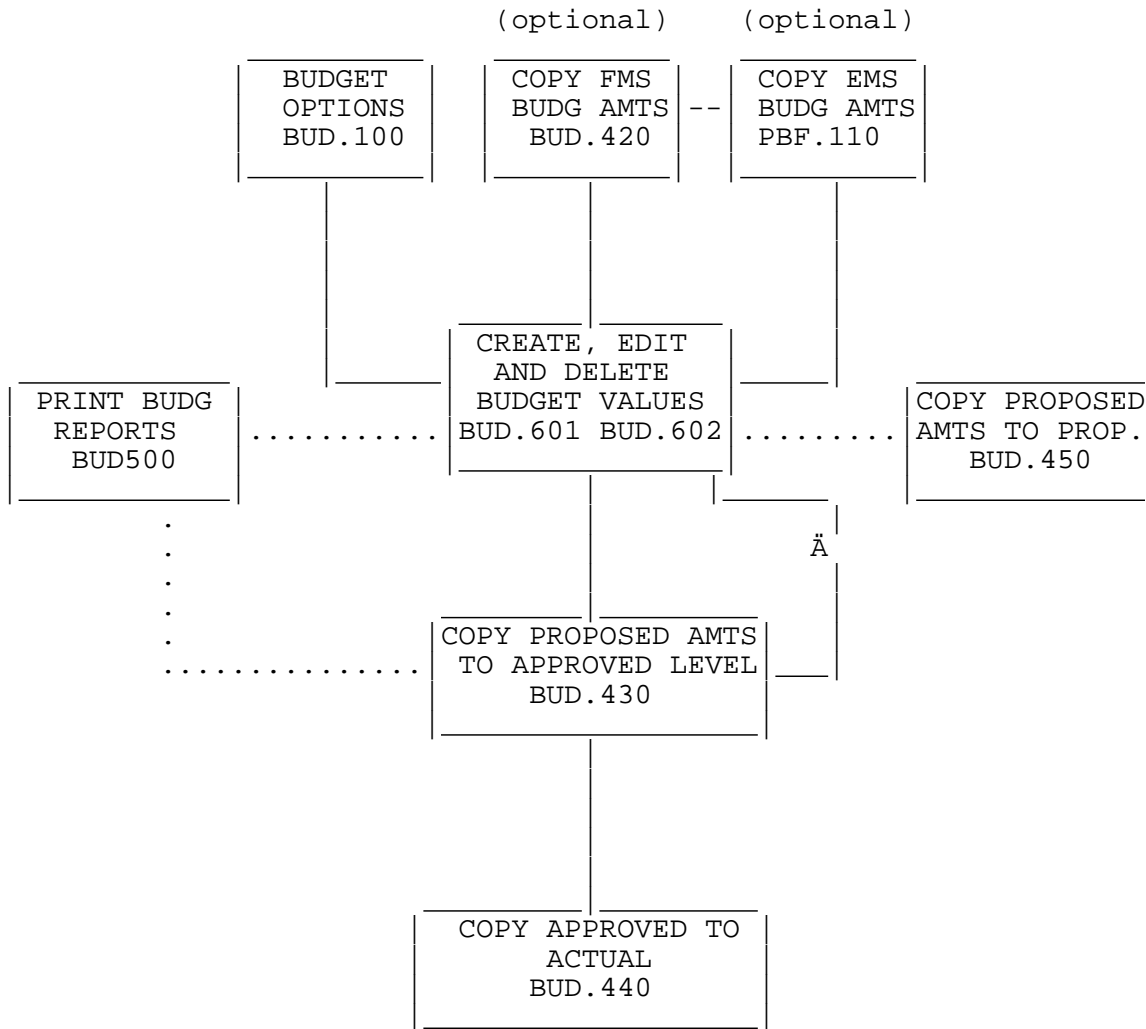 (optional) (optional)
BUDGET
OPTIONS
BUD.100
COPY FMS
BUDG AMTS
BUD.420
--
COPY EMS
BUDG AMTS
PBF.110
CREATE, EDIT
AND DELETE
BUDGET VALUES
BUD.601 BUD.602
PRINT BUDG
REPORTS
BUD500
COPY PROPOSED
AMTS TO PROP.
BUD.450
Ä
COPY PROPOSED AMTS
TO APPROVED LEVEL
BUD.430
COPY APPROVED TO
ACTUAL
BUD.440